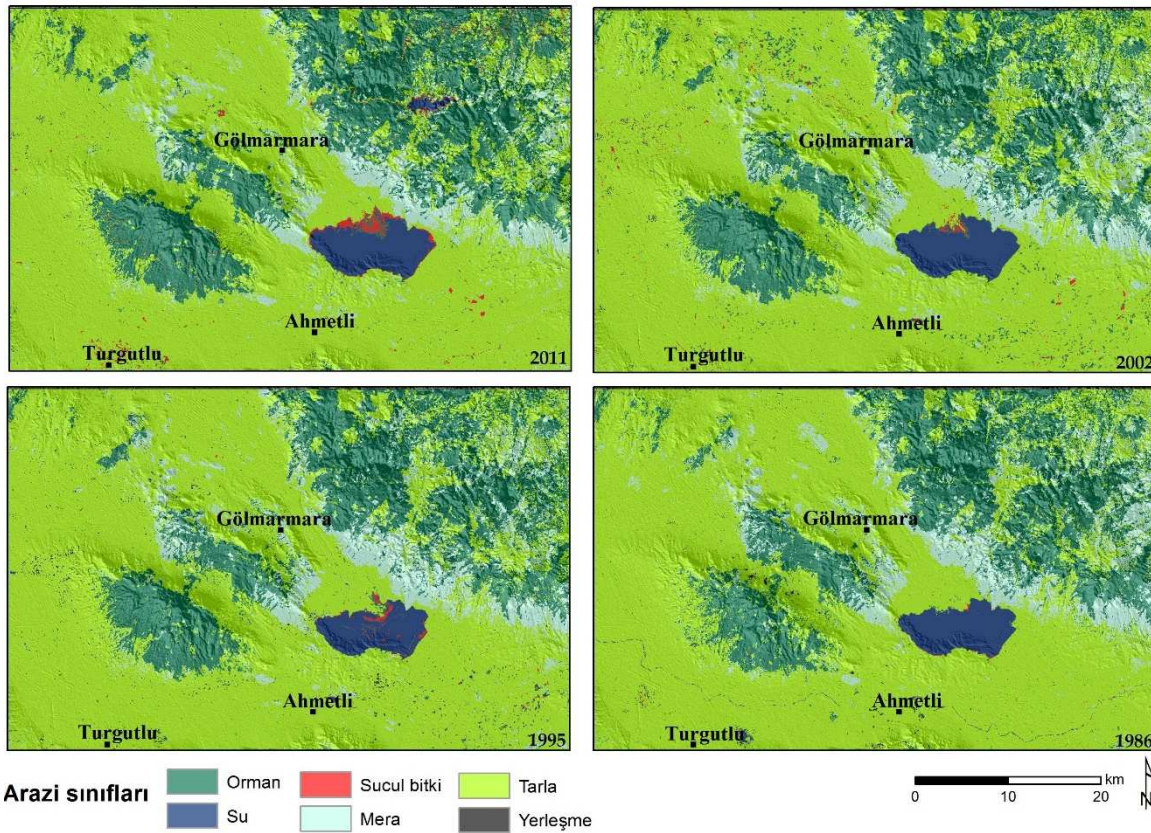 Gölmarmara
Ahmetli
Turgutlu
2011
Gölmarmara
Ahmetli
Turgutlu
2002
Gölmarmara
Ahmetli
Turgutlu
1995
Gölmarmara
Ahmetli
Turgutlu
1986
Arazi sınıfları
Orman
Sucul bitki
Tarla
Su
Mera
Yerleşme
km
0 10 20
N